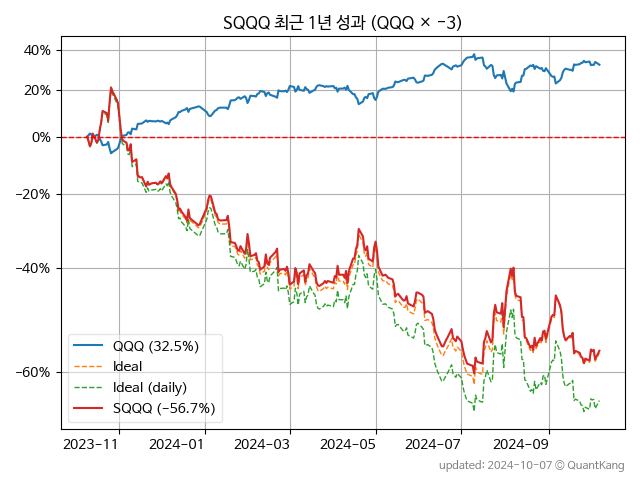 SQQQ 최근 1년 성과 (QQQ × −3)
40%
20%
0%
−20%
−40%
−60%
QQQ (32.5%)
Ideal
Ideal (daily)
SQQQ (−56.7%)
2023-11
2024-01
2024-03
2024-05
2024-07
2024-09
updated: 2024-10-07 © QuantKang